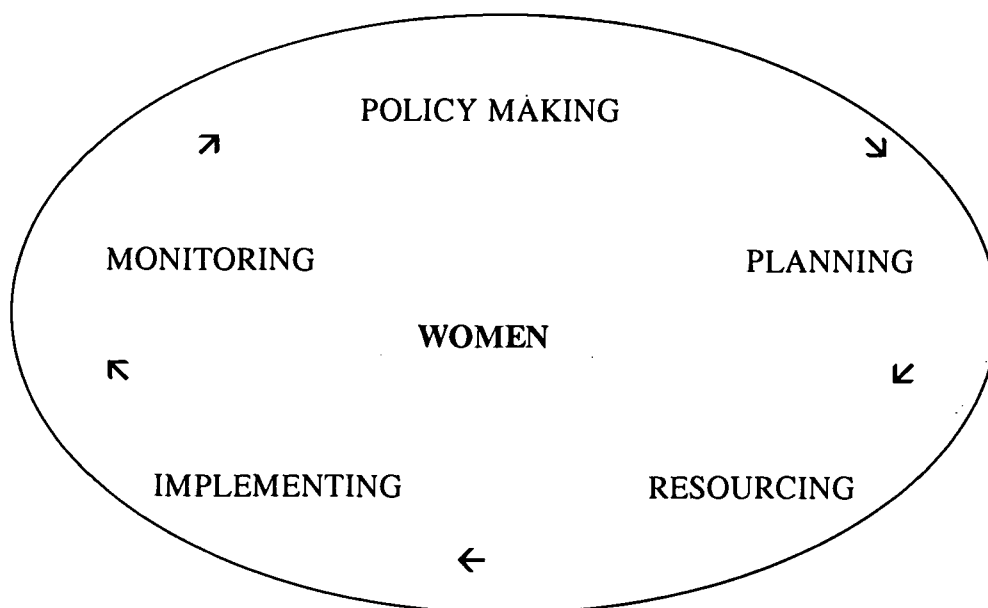 POLICY MAKING
MONITORING
PLANNING
WOMEN
IMPLEMENTING
RESOURCING